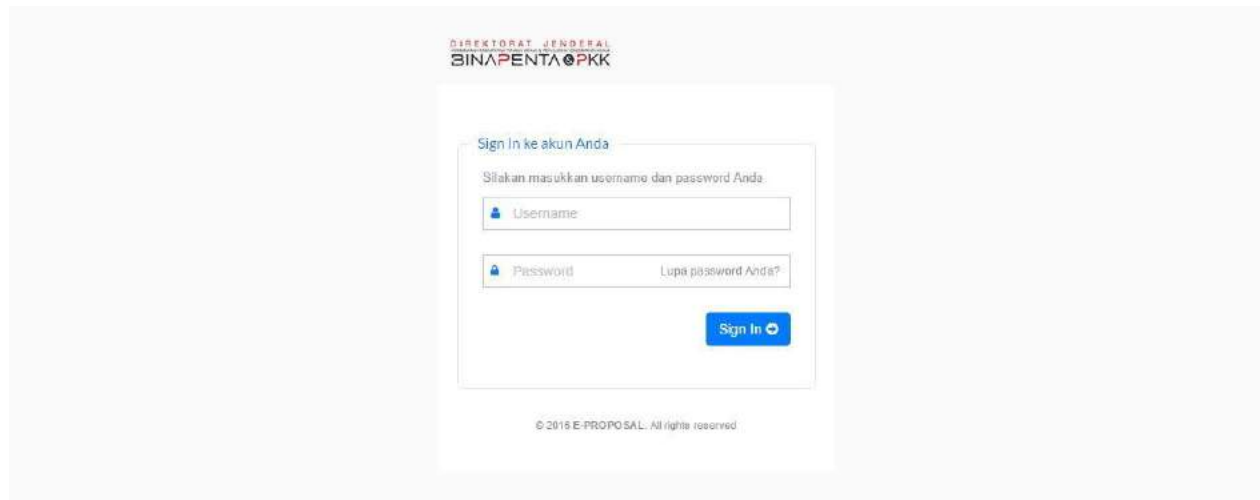 DIREKTORAT JENDERAL
BINAPENTA&PKK
Sign In ke akun Anda
Silakan masukkan username dan password Anda
Username
Password
Lupa password Anda?
Sign In
© 2016 E-PROPOSAL. All rights reserved